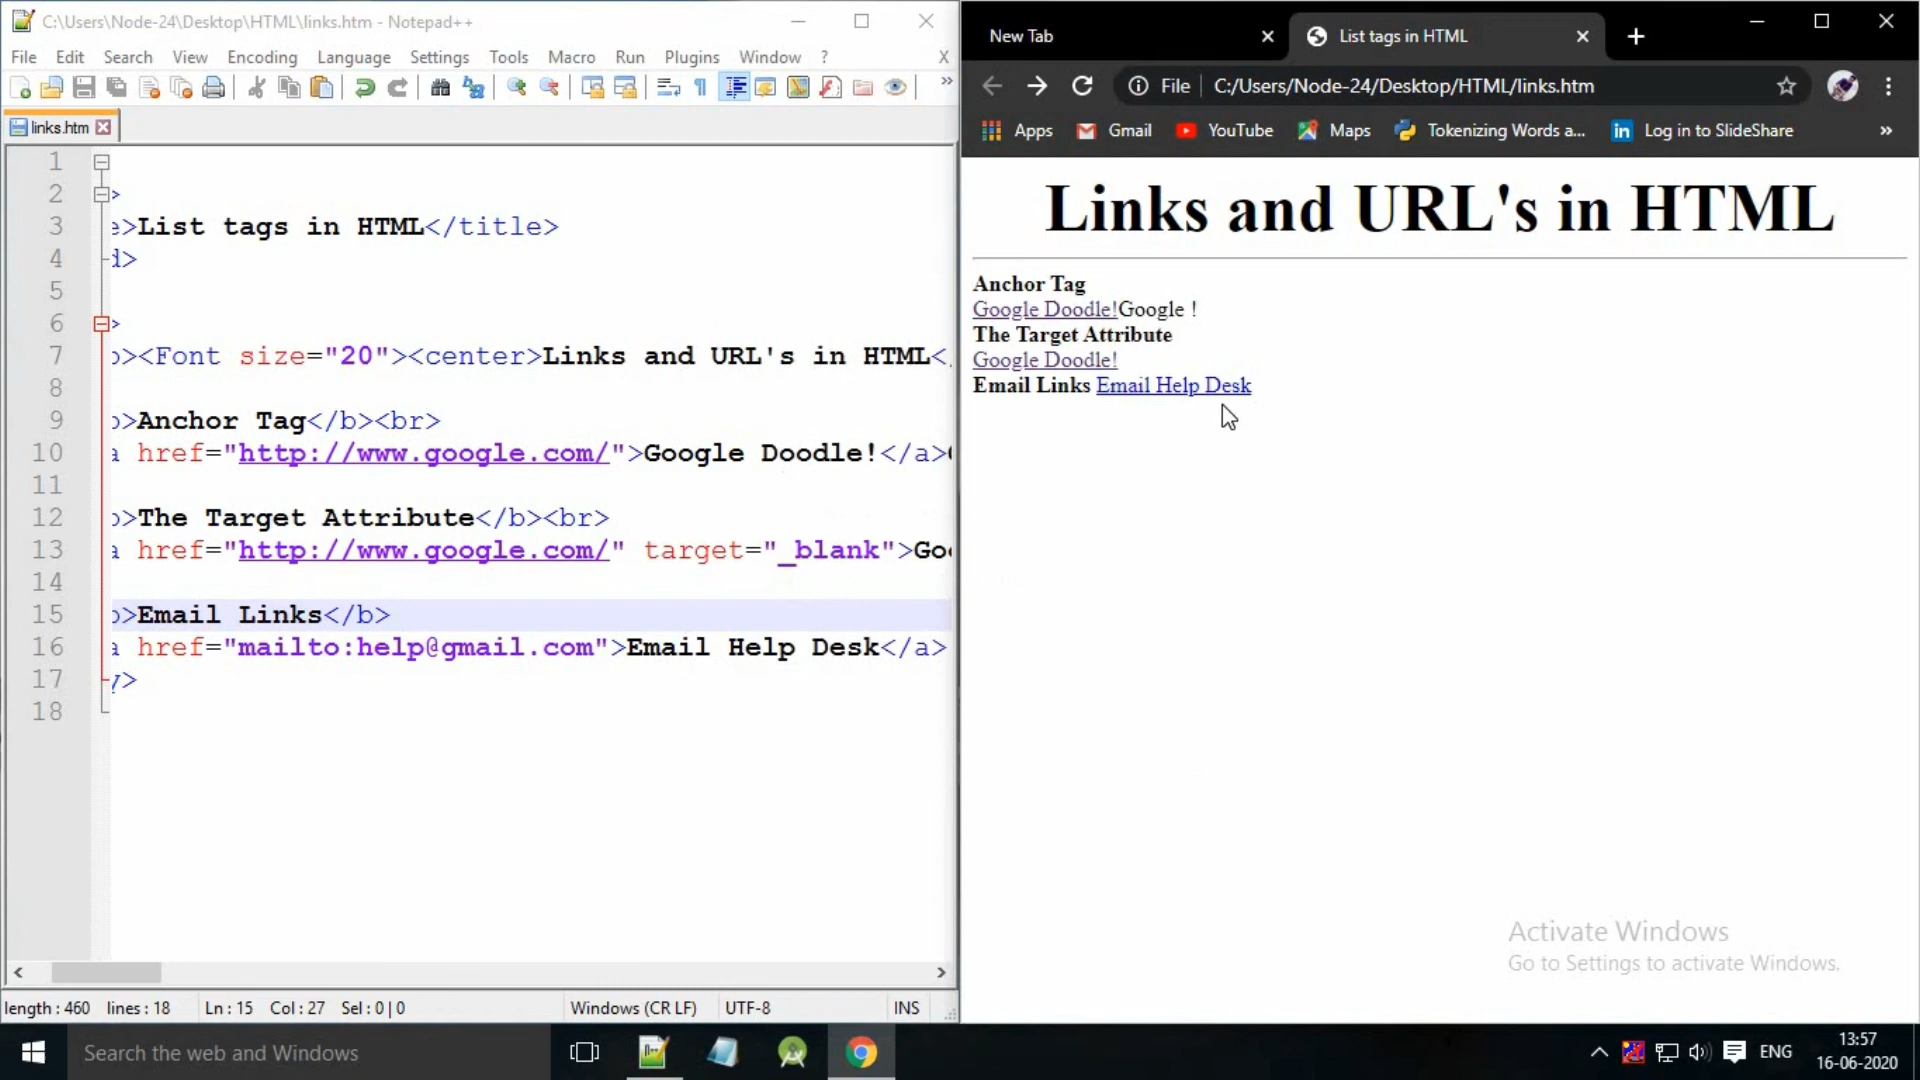 C:\Users\Node-24\Desktop\HTML\links.htm - Notepad++
File Edit Search View Encoding Language Settings Tools Macro Run Plugins Window ? X
links.htm
1
2 >
3 e>List tags in HTML</title>
4 d>
5
6 >
7 o><Font size="20"><center>Links and URL's in HTML<
8
9 o>Anchor Tag</b><br>
10 a href="http://www.google.com/">Google Doodle!</a>
11
12 o>The Target Attribute</b><br>
13 a href="http://www.google.com/" target="_blank">Go
14
15 o>Email Links</b>
16 a href="mailto:help@gmail.com">Email Help Desk</a>
17 y>
18
length : 460 lines : 18 Ln : 15 Col : 27 Sel : 0 | 0 Windows (CR LF) UTF-8 INS
New Tab
List tags in HTML
File C:/Users/Node-24/Desktop/HTML/links.htm
Apps Gmail YouTube Maps Tokenizing Words a... in Log in to SlideShare »
Links and URL's in HTML
Anchor Tag
Google Doodle!Google !
The Target Attribute
Google Doodle!
Email Links Email Help Desk
Activate Windows
Go to Settings to activate Windows.
Search the web and Windows
ENG
13:57
16-06-2020